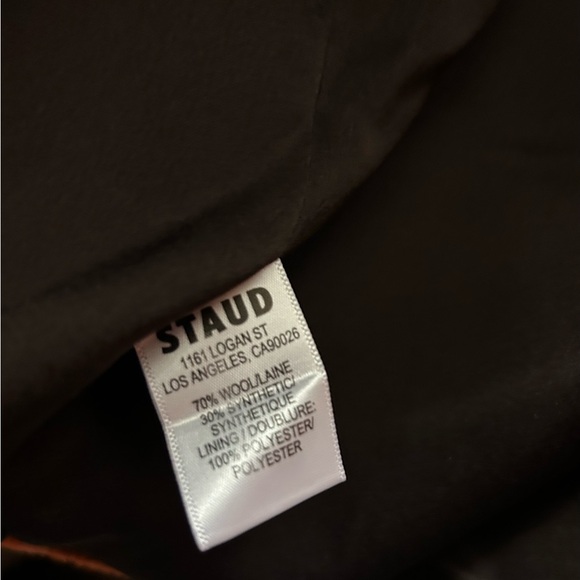 STAUD
1161 LOGAN ST
LOS ANGELES, CA90026
70% WOOL/LAINE
30% SYNTHETIC/
SYNTHETIQUE
LINING / DOUBLURE:
100% POLYESTER/
POLYESTER